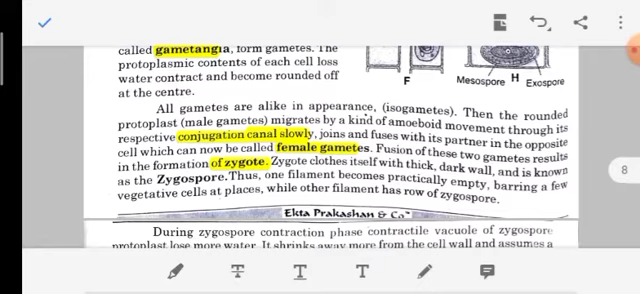 called gametangia, form gametes. The
protoplasmic contents of each cell loss
water contract and become rounded off
at the centre.
F
Mesospore H Exospore
All gametes are alike in appearance, (isogametes). Then the rounded
protoplast (male gametes) migrates by a kind of amoeboid movement through its
respective conjugation canal slowly, joins and fuses with its partner in the opposite
cell which can now be called female gametes. Fusion of these two gametes results
in the formation of zygote. Zygote clothes itself with thick, dark wall, and is known
as the Zygospore. Thus, one filament becomes practically empty, barring a few
vegetative cells at places, while other filament has row of zygospore.
8
Ekta Prakashan & Co
During zygospore contraction phase contractile vacuole of zygospore
protoplast lose more water. It shrinks away more from the cell wall and assumes a
T T T